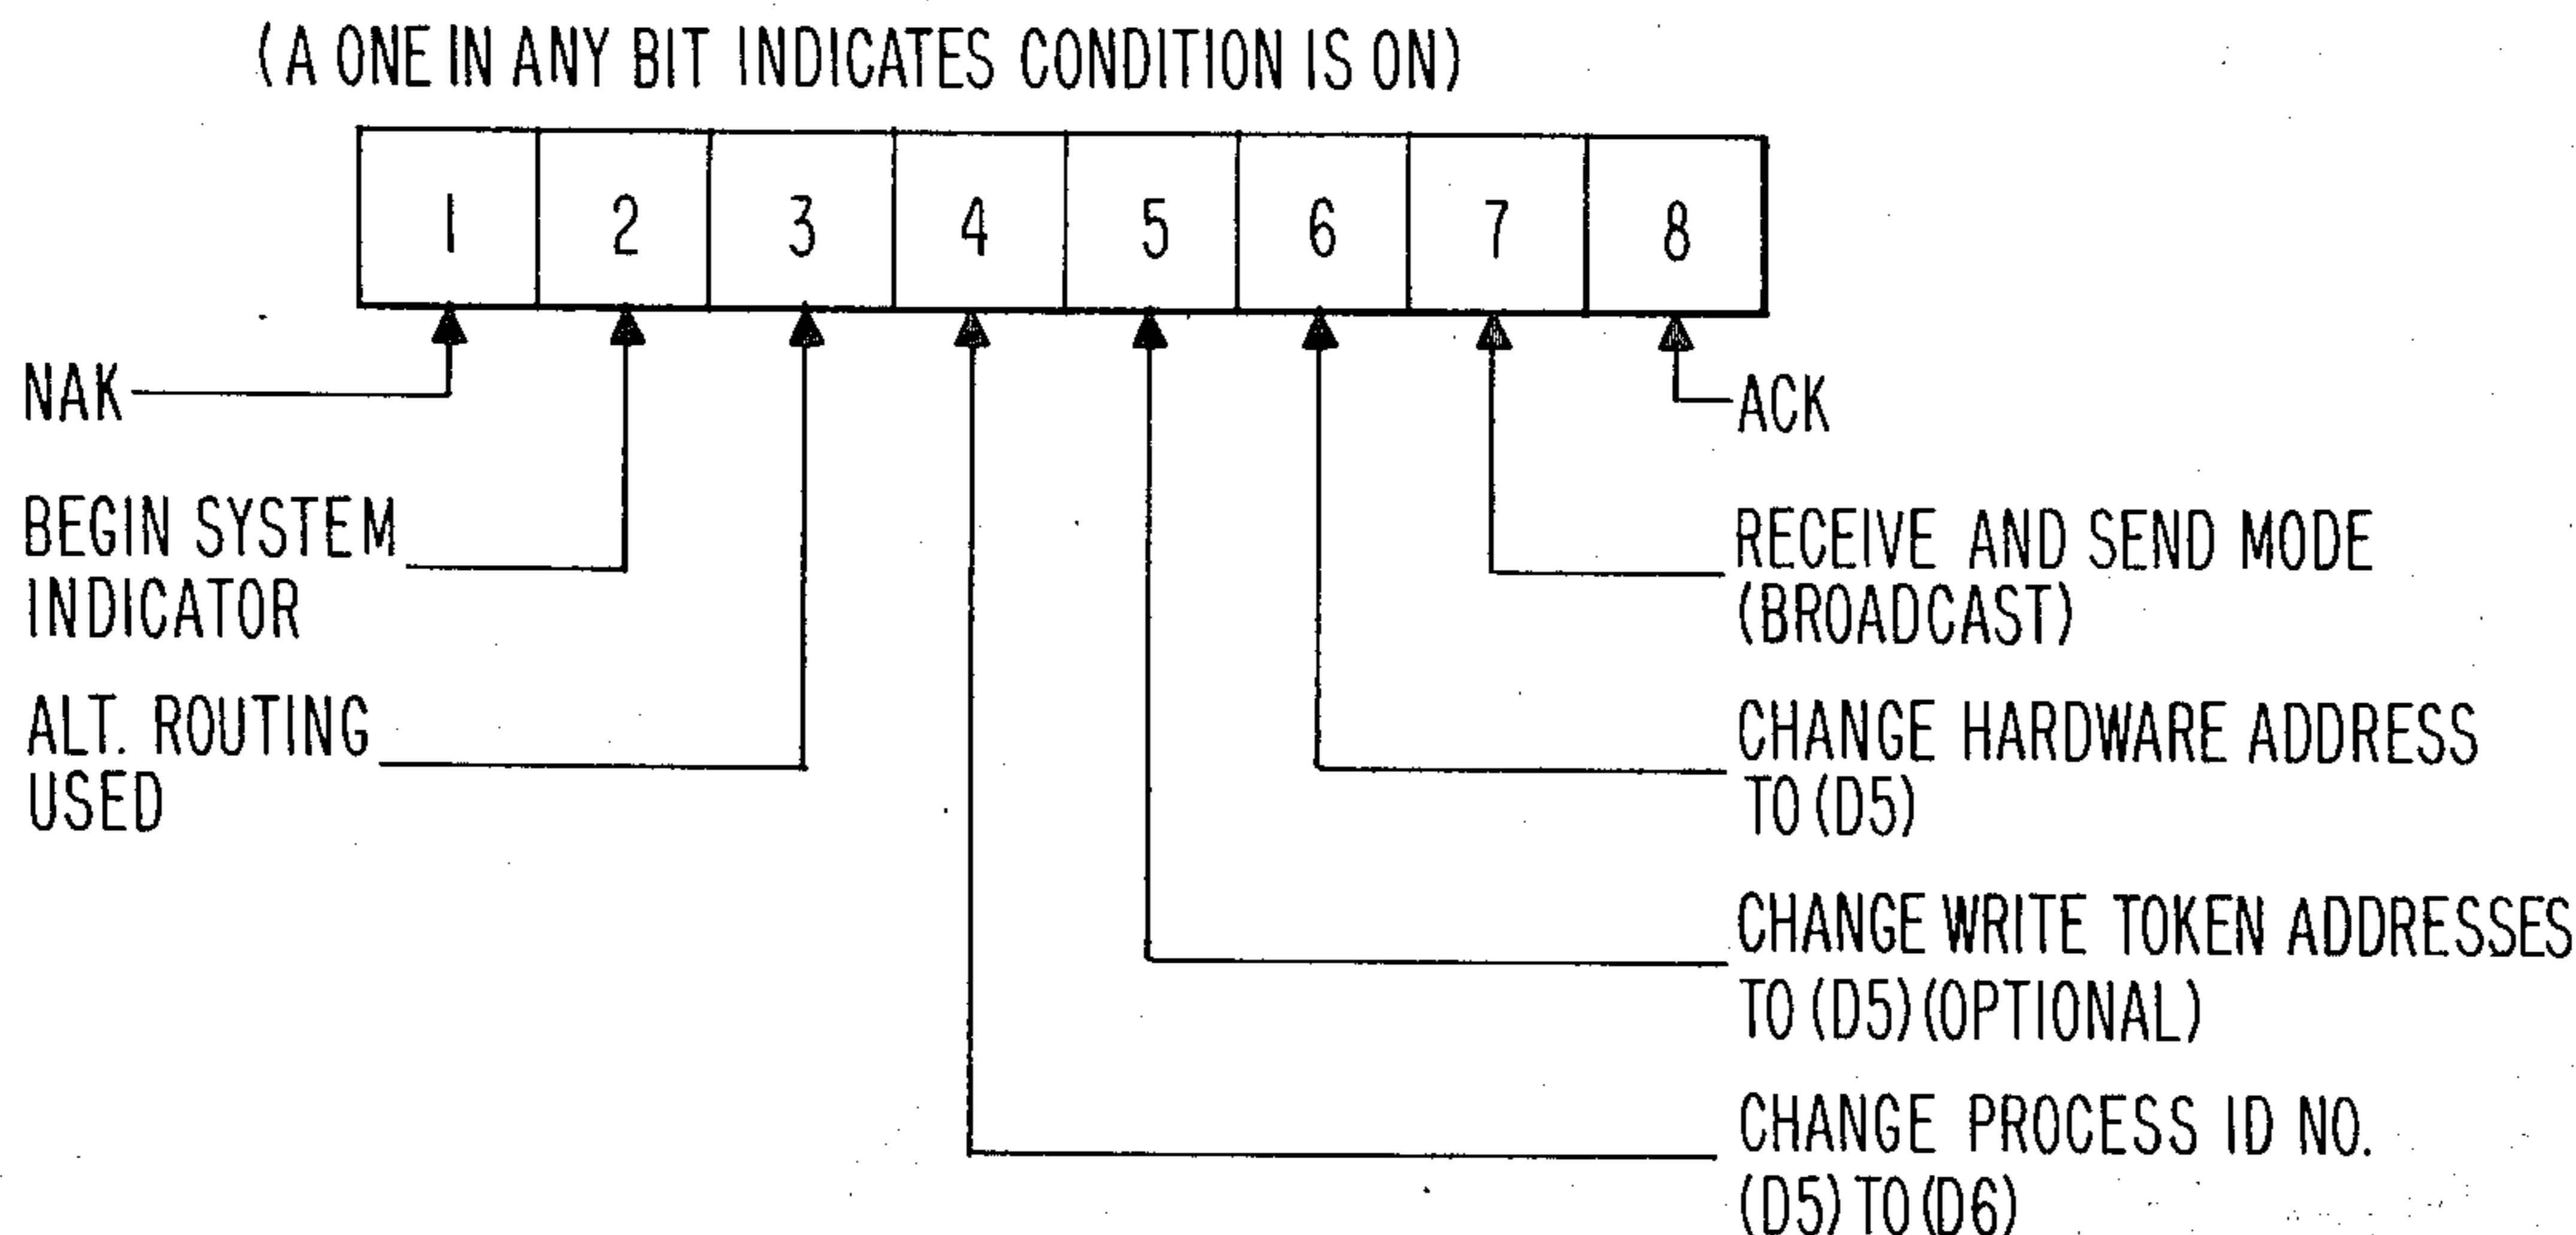 (A ONE IN ANY BIT INDICATES CONDITION IS ON)
1 2 3 4 5 6 7 8
NAK
ACK
BEGIN SYSTEM
INDICATOR
RECEIVE AND SEND MODE
(BROADCAST)
ALT. ROUTING
USED
CHANGE HARDWARE ADDRESS
TO (D5)
CHANGE WRITE TOKEN ADDRESSES
TO (D5) (OPTIONAL)
CHANGE PROCESS ID NO.
(D5) TO (D6)